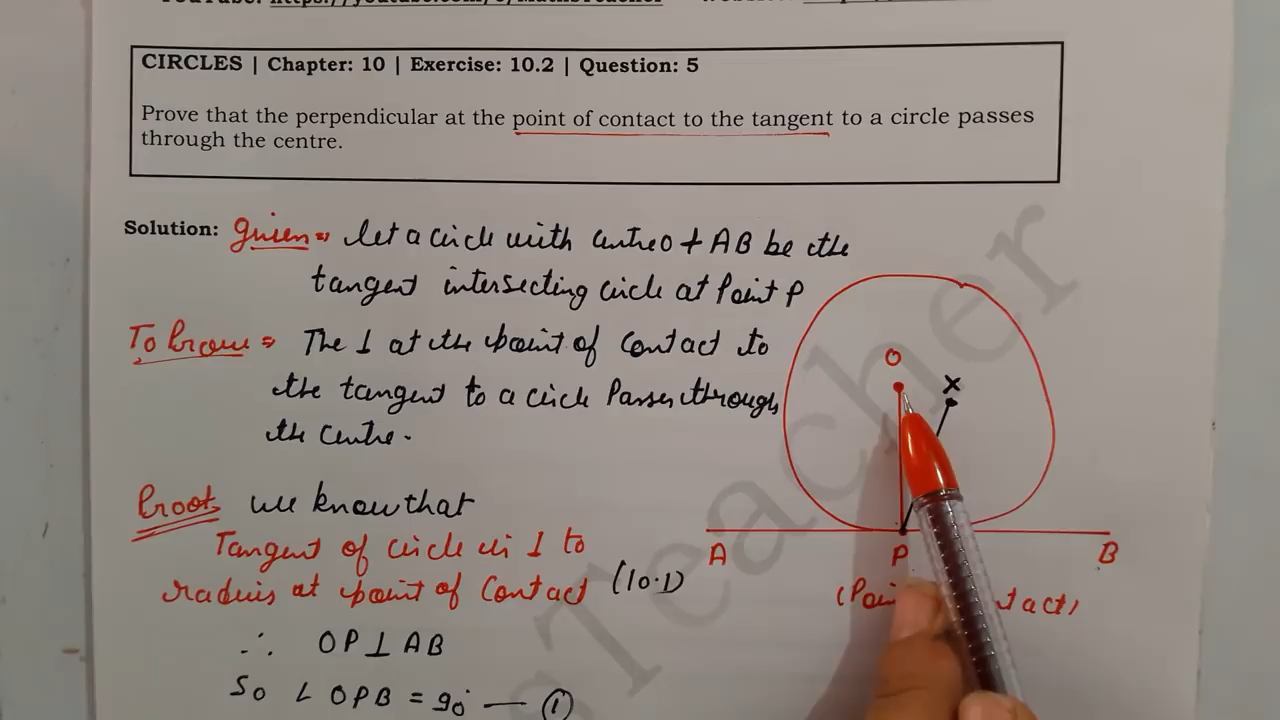 CIRCLES | Chapter: 10 | Exercise: 10.2 | Question: 5
Prove that the perpendicular at the point of contact to the tangent to a circle passes
through the centre.
Solution: Given ⇒ Let a circle with centre O + AB be the
tangent intersecting circle at Point P
To Prove ⇒ The ⊥ at the point of contact to
the tangent to a circle Passes through
the centre.
Proof we know that
Tangent of circle is ⊥ to
radius at point of Contact (10.1)
∴ OP ⊥ AB
So ∠ OPB = 90° — ①
O
X
A
P
B
Teacher